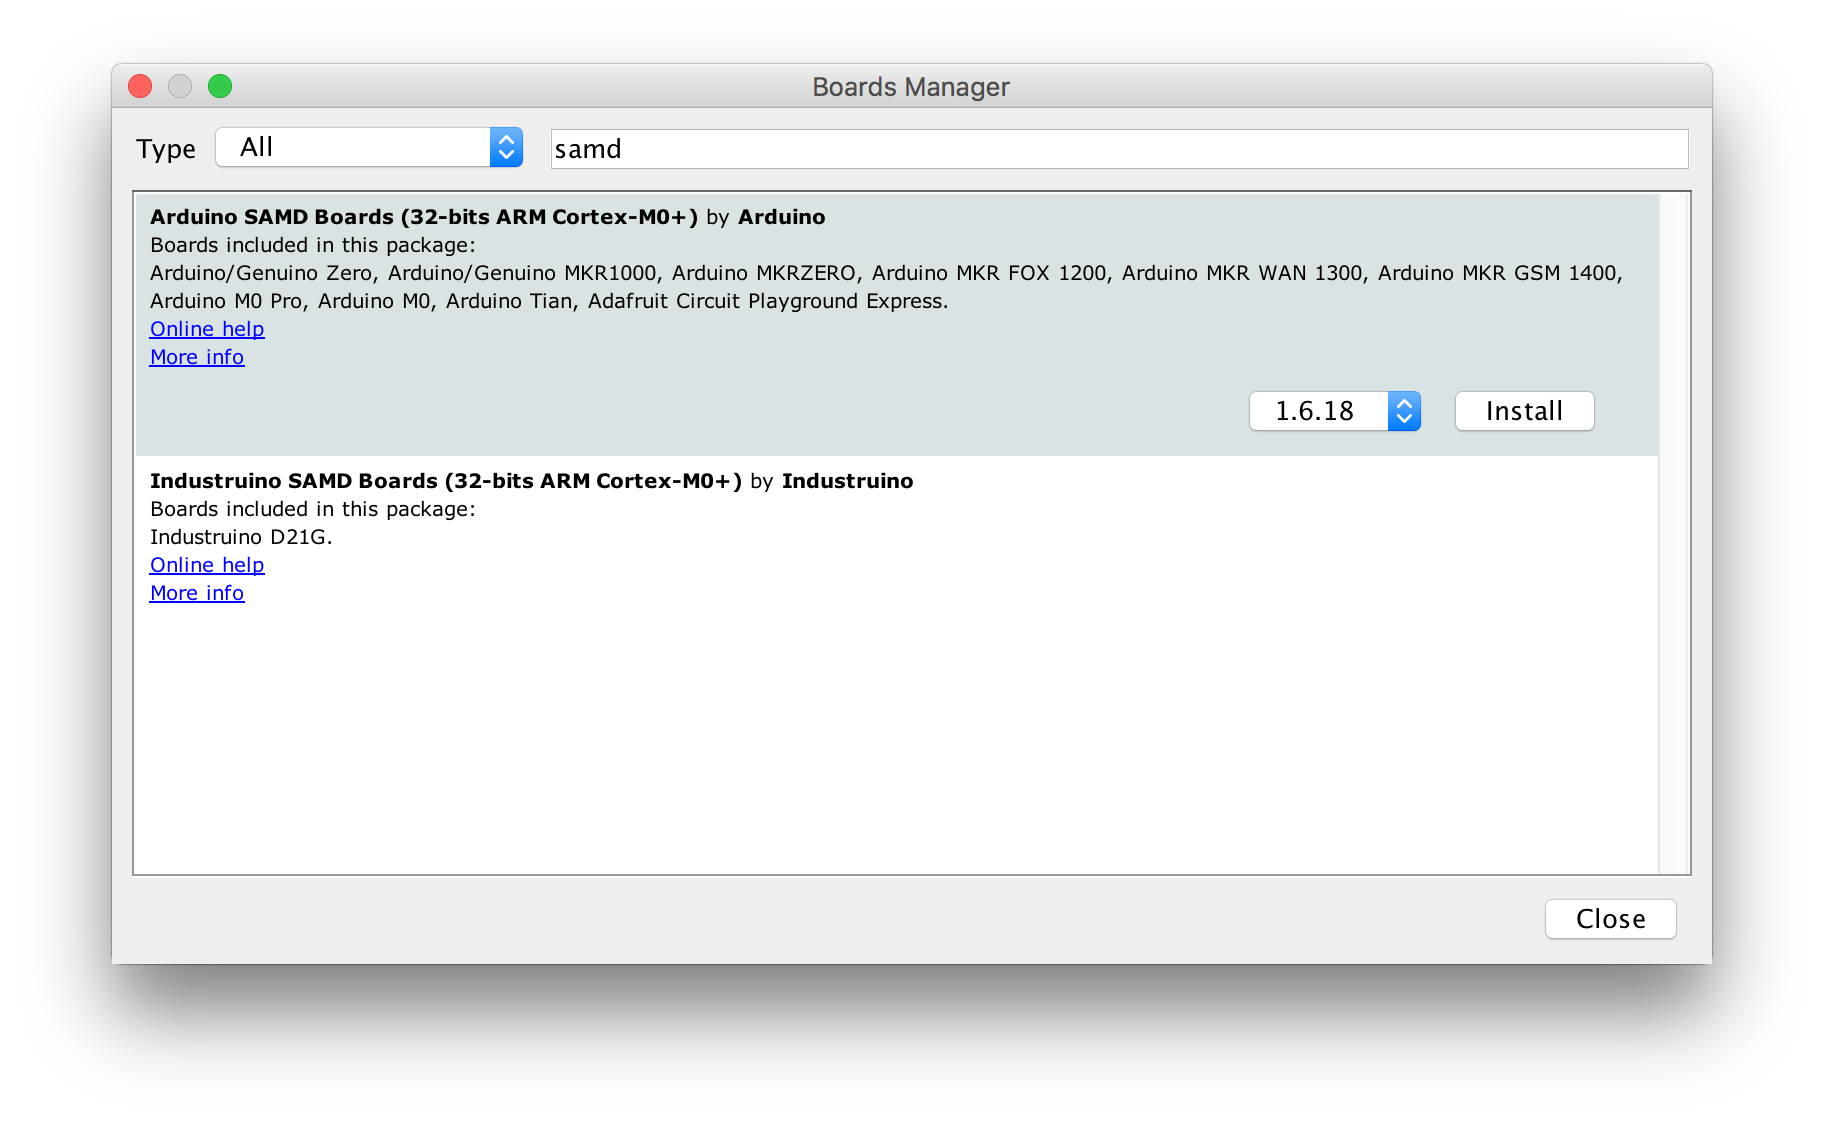 Boards Manager
Type All samd
Arduino SAMD Boards (32-bits ARM Cortex-M0+) by Arduino
Boards included in this package:
Arduino/Genuino Zero, Arduino/Genuino MKR1000, Arduino MKRZERO, Arduino MKR FOX 1200, Arduino MKR WAN 1300, Arduino MKR GSM 1400,
Arduino M0 Pro, Arduino M0, Arduino Tian, Adafruit Circuit Playground Express.
Online help
More info
1.6.18 Install
Industruino SAMD Boards (32-bits ARM Cortex-M0+) by Industruino
Boards included in this package:
Industruino D21G.
Online help
More info
Close